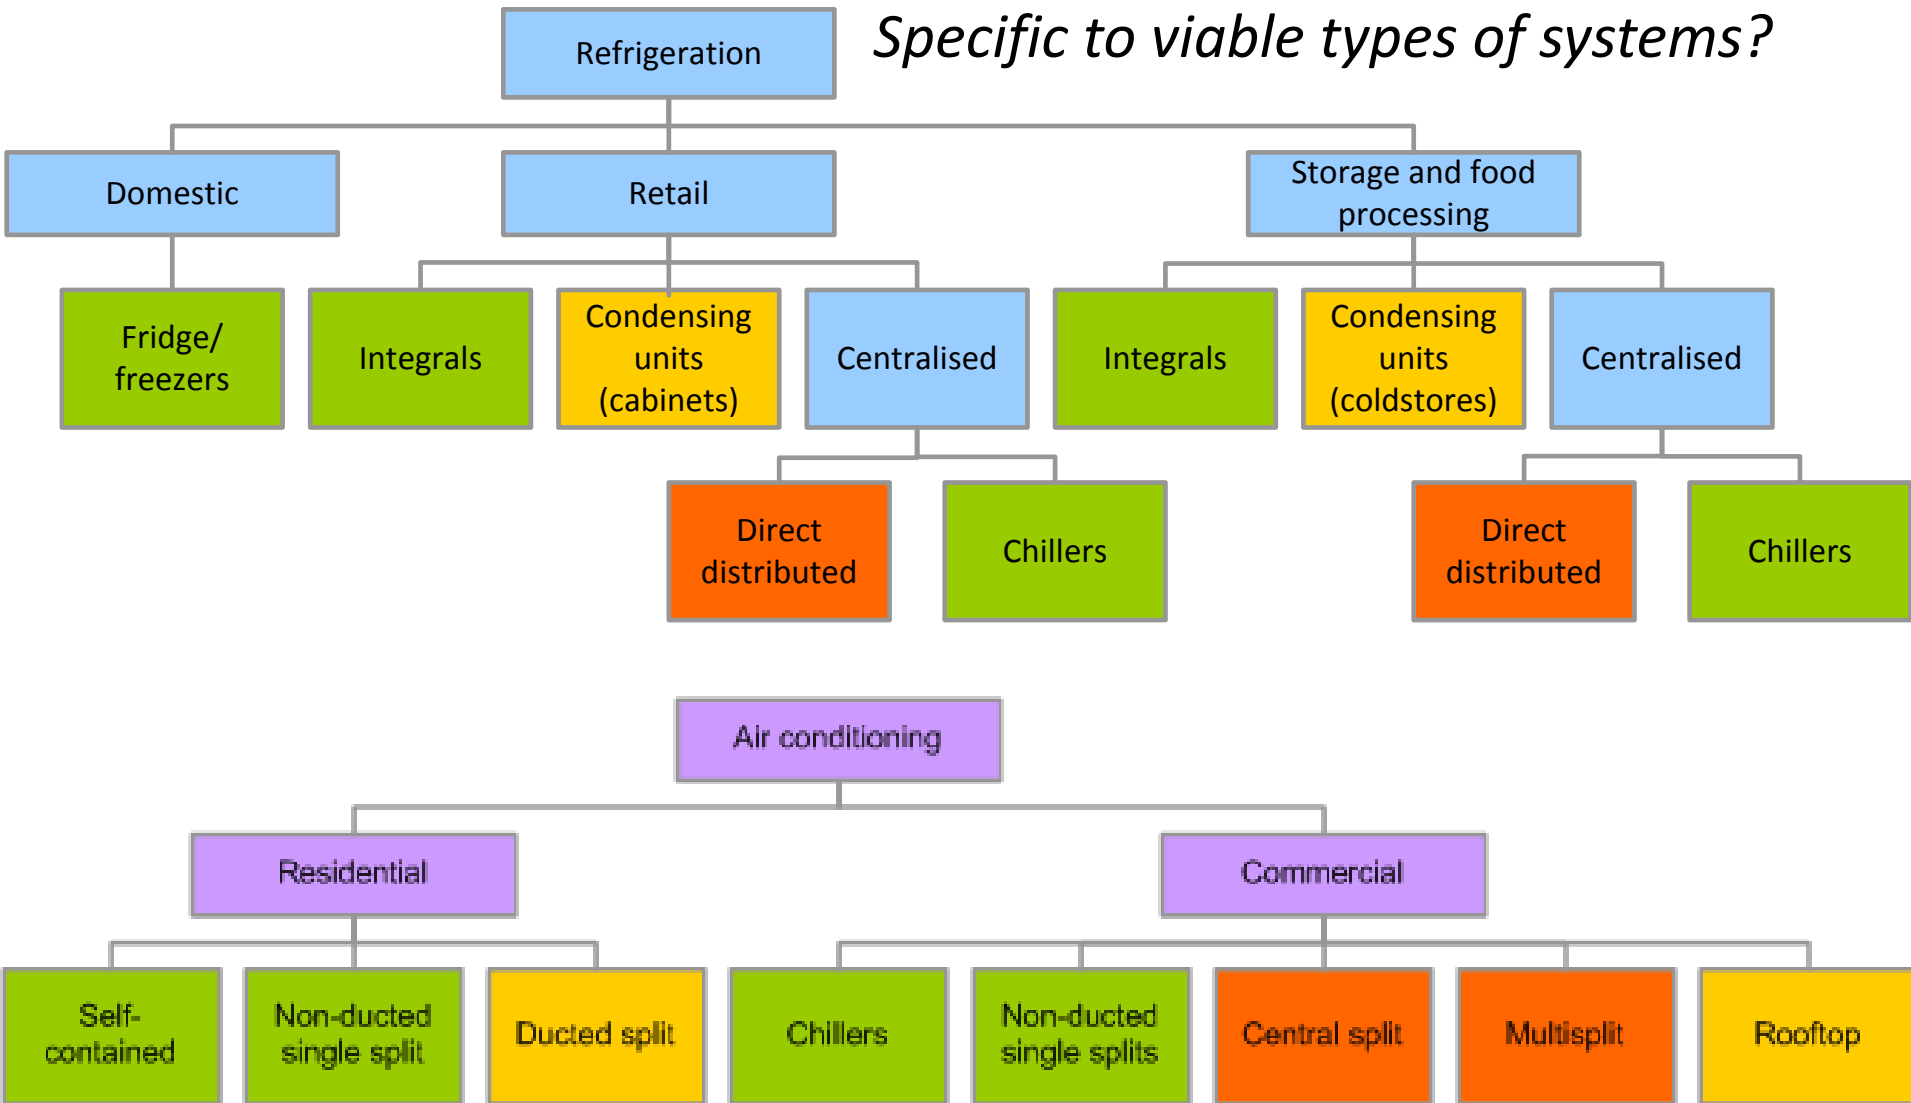 Specific to viable types of systems?
Refrigeration
Domestic
Retail
Storage and food
processing
Fridge/
freezers
Integrals
Condensing
units
(cabinets)
Centralised
Integrals
Condensing
units
(coldstores)
Centralised
Direct
distributed
Chillers
Direct
distributed
Chillers
Air conditioning
Residential
Commercial
Self-
contained
Non-ducted
single split
Ducted split
Chillers
Non-ducted
single splits
Central split
Multisplit
Rooftop